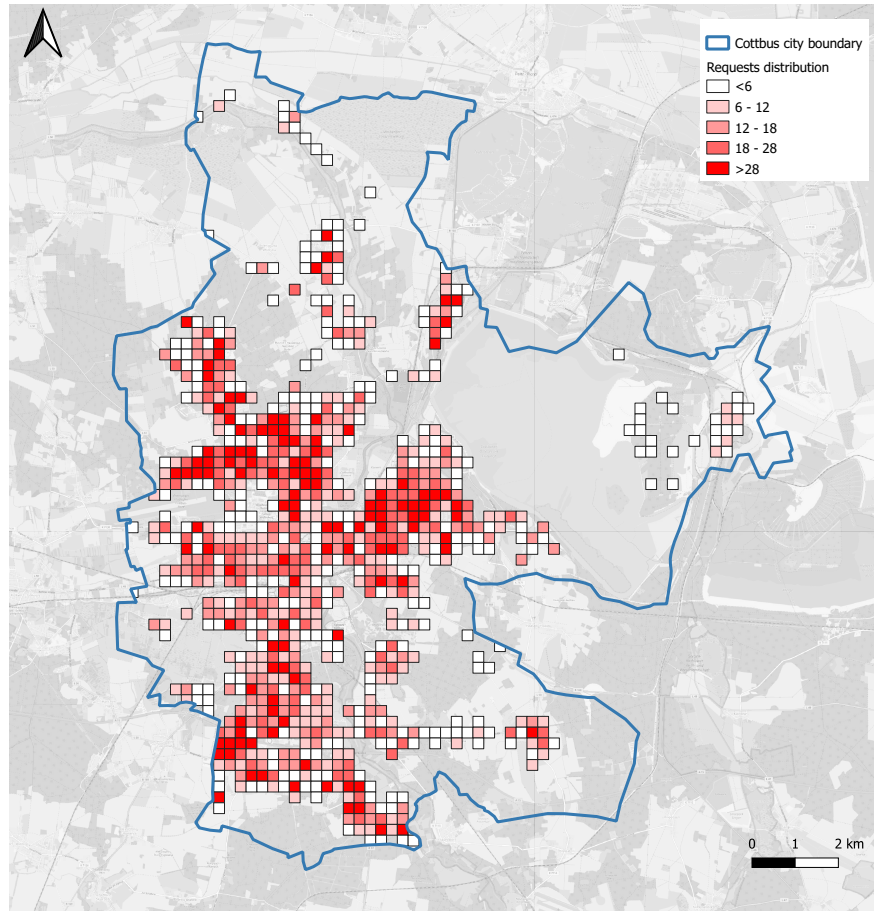 Cottbus city boundary
Requests distribution
<6
6 - 12
12 - 18
18 - 28
>28
0 1 2 km